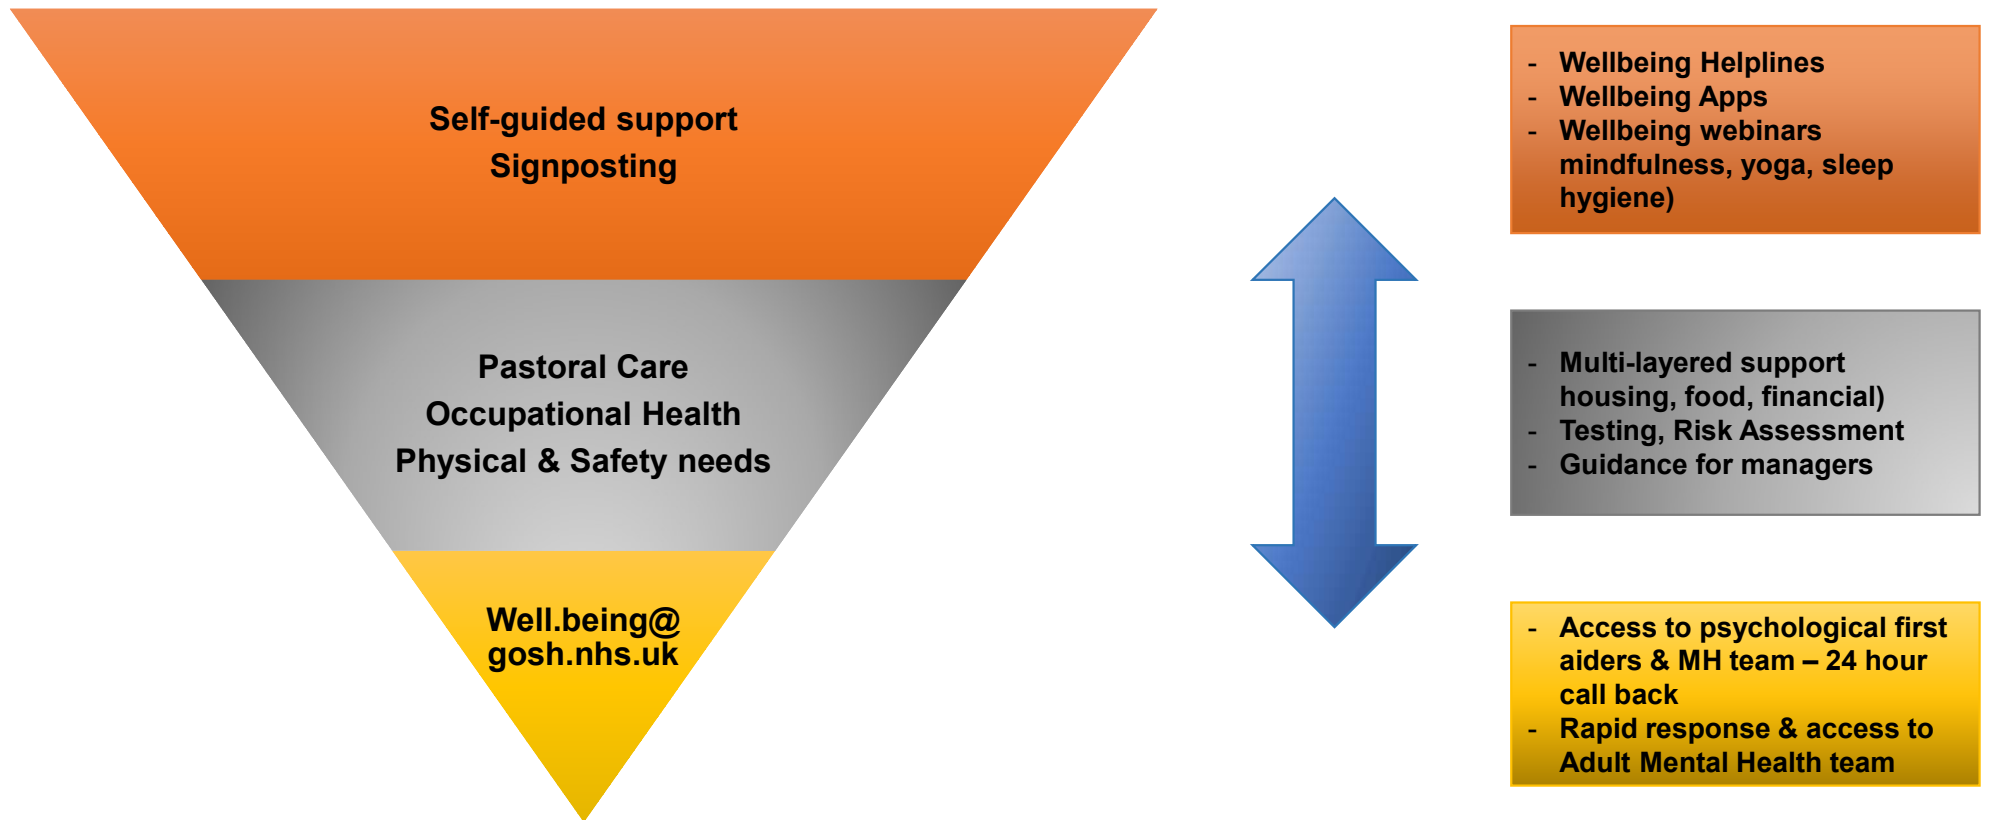 Self-guided support
Signposting
Pastoral Care
Occupational Health
Physical & Safety needs
Well.being@
gosh.nhs.uk
- Wellbeing Helplines
- Wellbeing Apps
- Wellbeing webinars
mindfulness, yoga, sleep
hygiene)
- Multi-layered support
housing, food, financial)
- Testing, Risk Assessment
- Guidance for managers
- Access to psychological first
aiders & MH team – 24 hour
call back
- Rapid response & access to
Adult Mental Health team